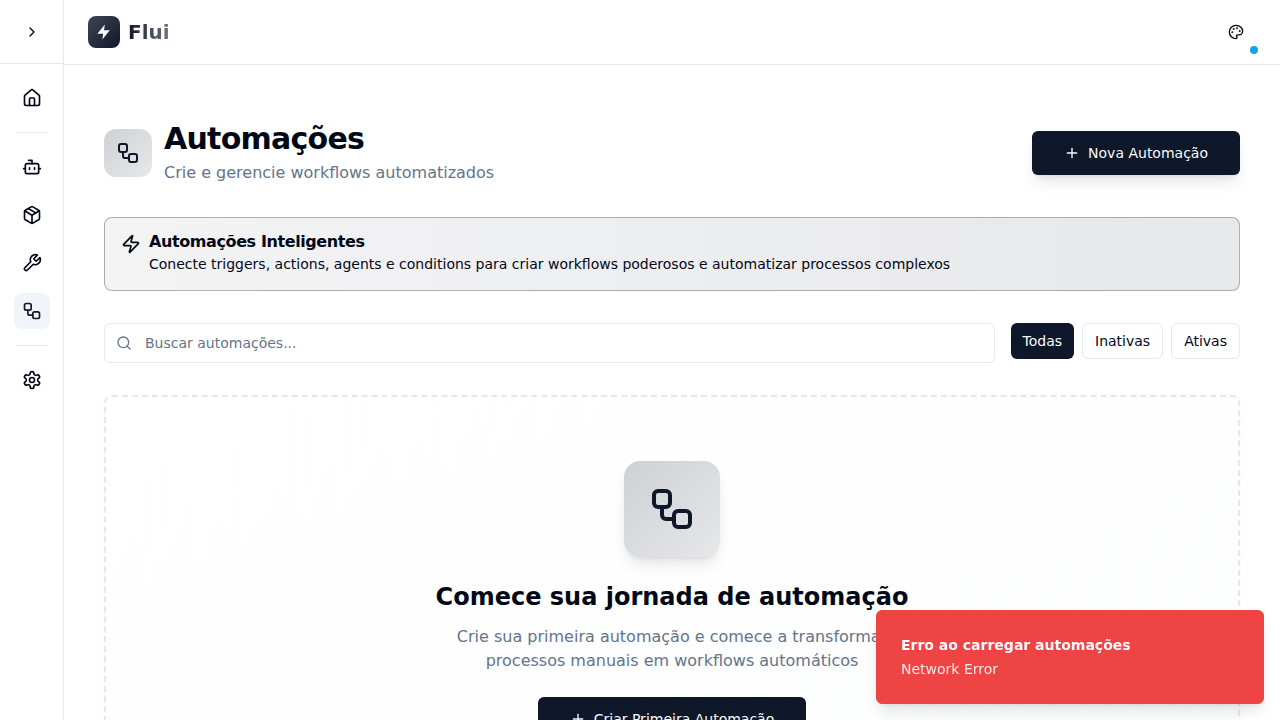 Flui
Automações
Crie e gerencie workflows automatizados
Nova Automação
Automações Inteligentes
Conecte triggers, actions, agents e conditions para criar workflows poderosos e automatizar processos complexos
Buscar automações...
Todas
Inativas
Ativas
Comece sua jornada de automação
Crie sua primeira automação e comece a transforma
processos manuais em workflows automáticos
Criar Primeira Automação
Erro ao carregar automações
Network Error